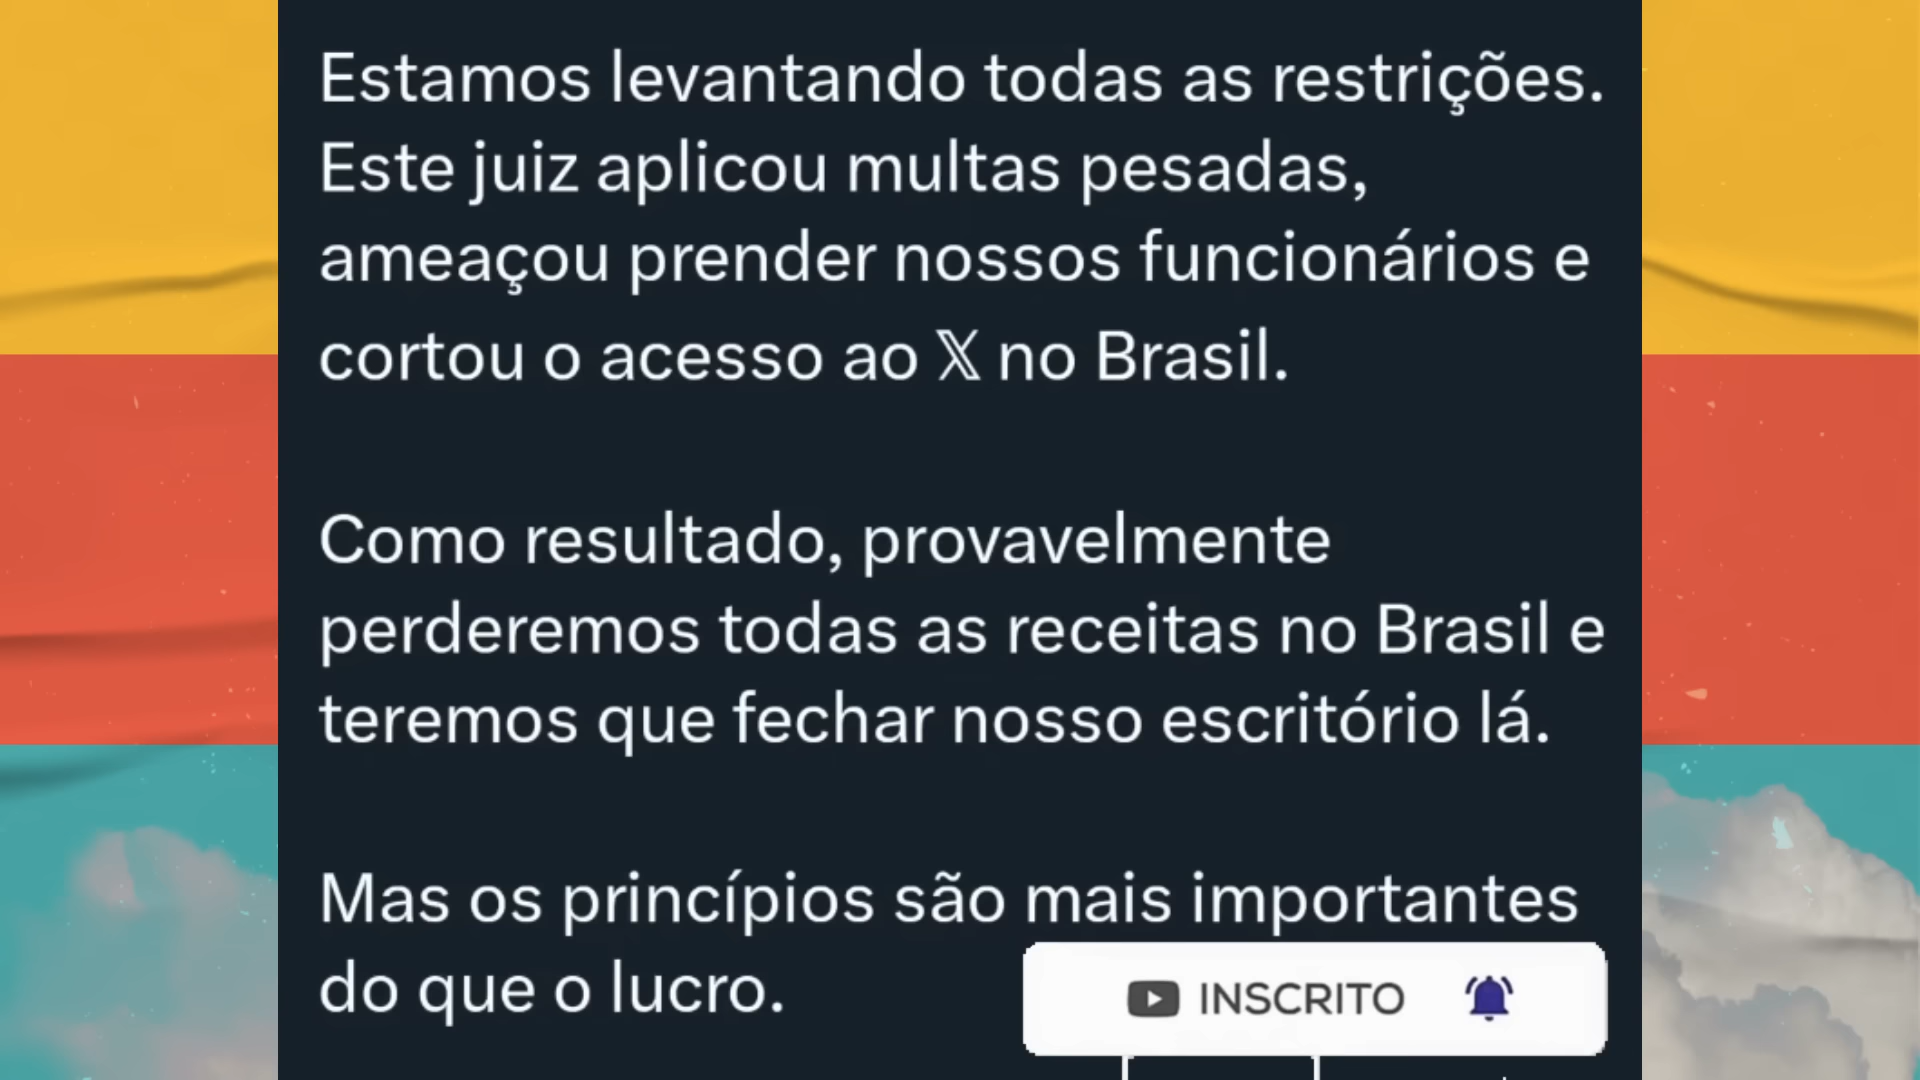 Estamos levantando todas as restrições.
Este juiz aplicou multas pesadas,
ameaçou prender nossos funcionários e
cortou o acesso ao 𝕏 no Brasil.
Como resultado, provavelmente
perderemos todas as receitas no Brasil e
teremos que fechar nosso escritório lá.
Mas os princípios são mais importantes
do que o lucro.
INSCRITO